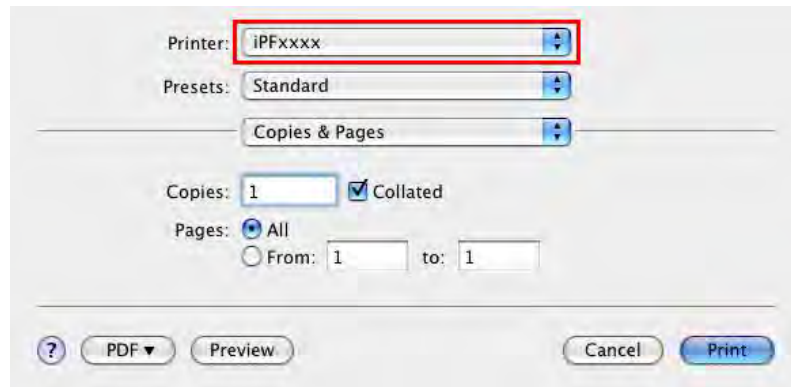 Printer: iPFxxxx
Presets: Standard
Copies & Pages
Copies: 1 Collated
Pages: All
From: 1 to: 1
? PDF ▼ Preview Cancel Print